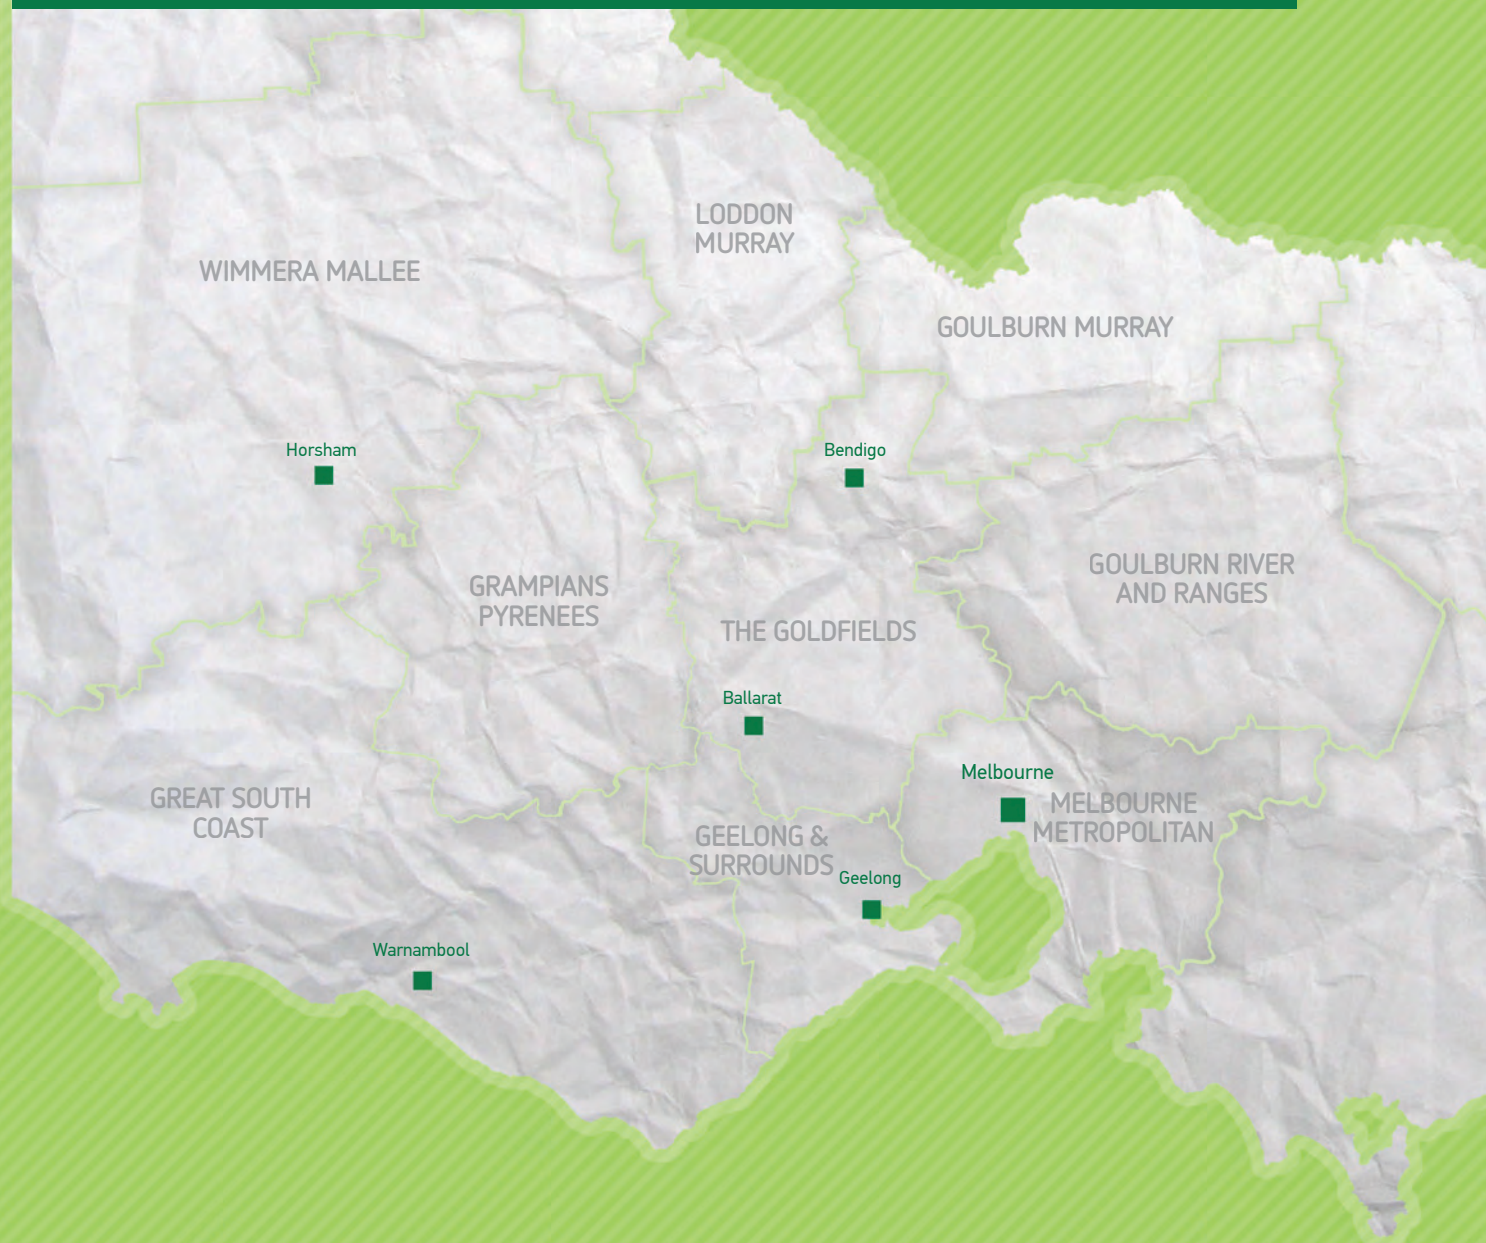 LODDON
MURRAY
WIMMERA MALLEE
GOULBURN MURRAY
Horsham
Bendigo
GOULBURN RIVER
AND RANGES
GRAMPIANS
PYRENEES
THE GOLDFIELDS
Ballarat
Melbourne
GREAT SOUTH
COAST
MELBOURNE
METROPOLITAN
GEELONG &
SURROUNDS
Geelong
Warnambool